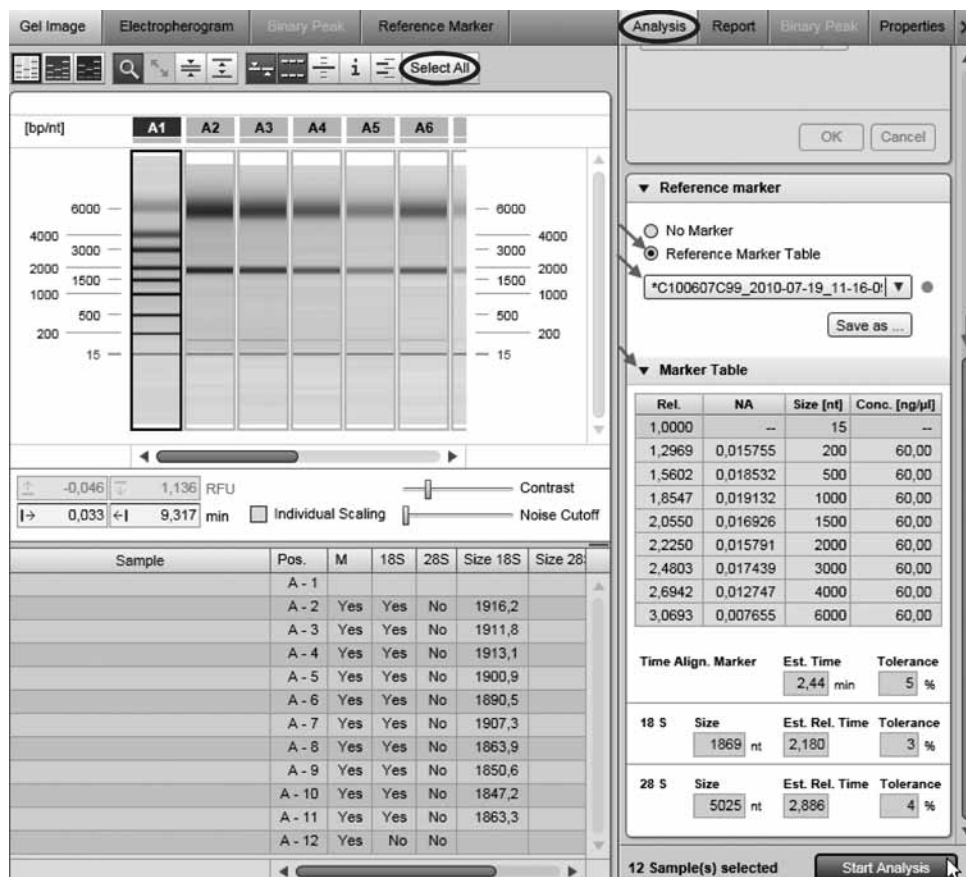 Gel Image Electropherogram Binary Peak Reference Marker
Select All
[bp/nt] A1 A2 A3 A4 A5 A6
6000 6000
4000 4000
3000 3000
2000 2000
1500 1500
1000 1000
500 500
200 200
15 15
-0,046 1,136 RFU Contrast
0,033 9,317 min Individual Scaling Noise Cutoff
Sample Pos. M 18S 28S Size 18S Size 28
A - 1
A - 2 Yes Yes No 1916,2
A - 3 Yes Yes No 1911,8
A - 4 Yes Yes No 1913,1
A - 5 Yes Yes No 1900,9
A - 6 Yes Yes No 1890,5
A - 7 Yes Yes No 1907,3
A - 8 Yes Yes No 1863,9
A - 9 Yes Yes No 1850,6
A - 10 Yes Yes No 1847,2
A - 11 Yes Yes No 1863,3
A - 12 Yes No No
Analysis Report Binary Peak Properties
OK Cancel
Reference marker
No Marker
Reference Marker Table
*C100607C99_2010-07-19_11-16-0
Save as ...
Marker Table
Rel. NA Size [nt] Conc. [ng/µl]
1,0000 -- 15 --
1,2969 0,015755 200 60,00
1,5602 0,018532 500 60,00
1,8547 0,019132 1000 60,00
2,0550 0,016926 1500 60,00
2,2250 0,015791 2000 60,00
2,4803 0,017439 3000 60,00
2,6942 0,012747 4000 60,00
3,0693 0,007655 6000 60,00
Time Align. Marker Est. Time Tolerance
2,44 min 5 %
18 S Size Est. Rel. Time Tolerance
1869 nt 2,180 3 %
28 S Size Est. Rel. Time Tolerance
5025 nt 2,886 4 %
12 Sample(s) selected Start Analysis